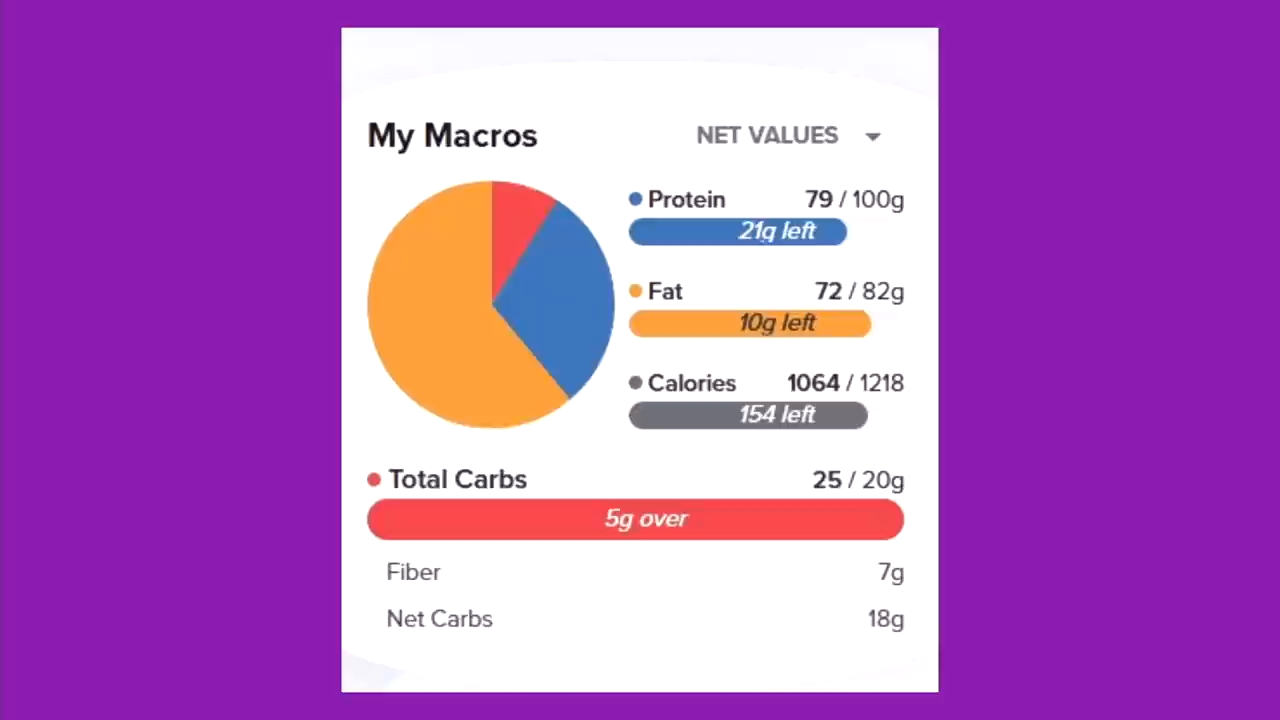 My Macros
NET VALUES
Protein 79 / 100g
21g left
Fat 72 / 82g
10g left
Calories 1064 / 1218
154 left
Total Carbs 25 / 20g
5g over
Fiber 7g
Net Carbs 18g